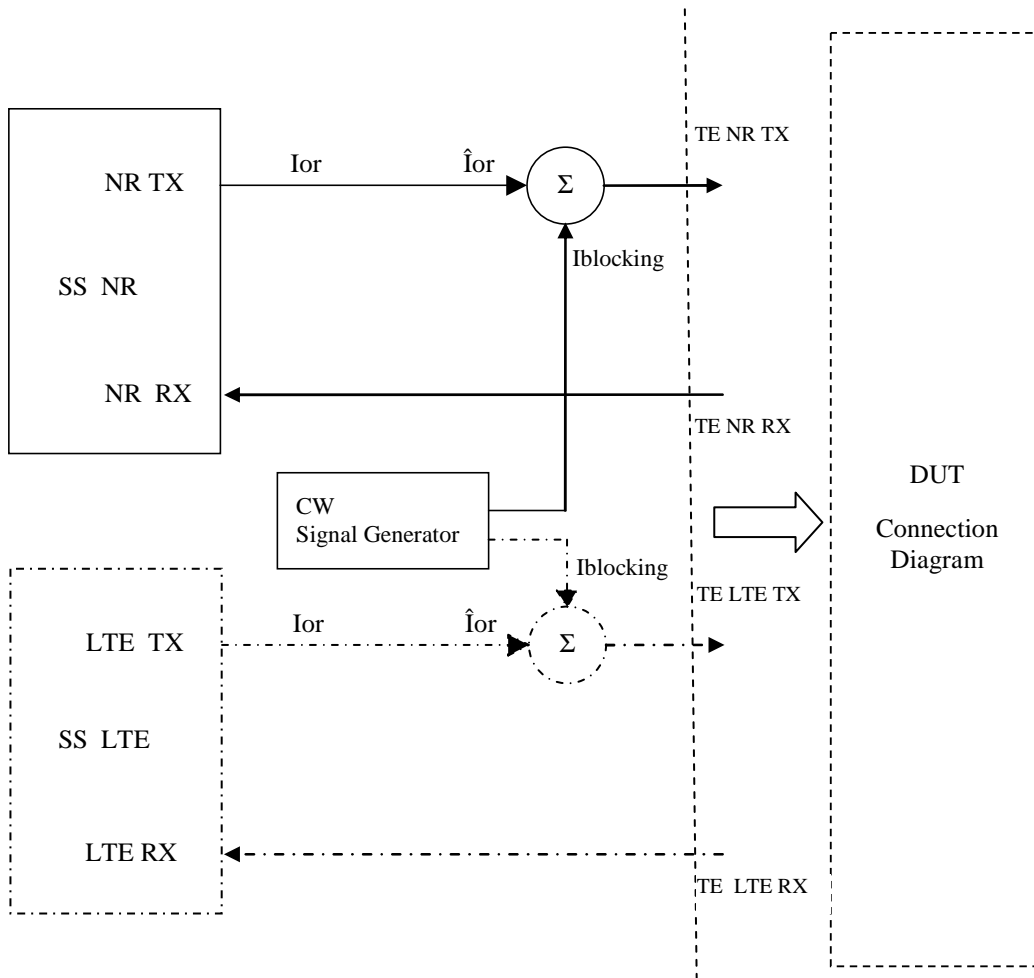 TE NR TX
NR TX
Ior
Îor
Σ
Iblocking
SS NR
NR RX
TE NR RX
CW
Signal Generator
DUT
Connection
Diagram
Iblocking
TE LTE TX
LTE TX
Ior
Îor
Σ
SS LTE
LTE RX
TE LTE RX